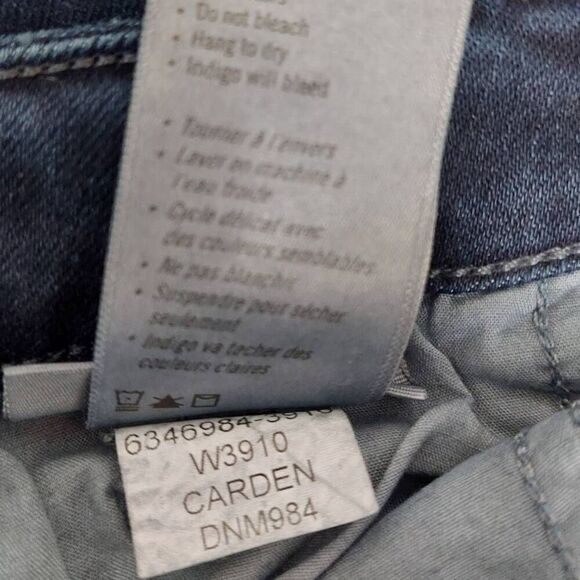 • Do not bleach
• Hang to dry
• Indigo will bleed
• Tourner à l'envers
• Laver en machine à
l'eau froide
• Cycle délicat avec
des couleurs semblables
• Ne pas blanchir
• Suspendre pour sécher
seulement
• Indigo va tacher des
couleurs claires
6346984-3910
W3910
CARDEN
DNM984